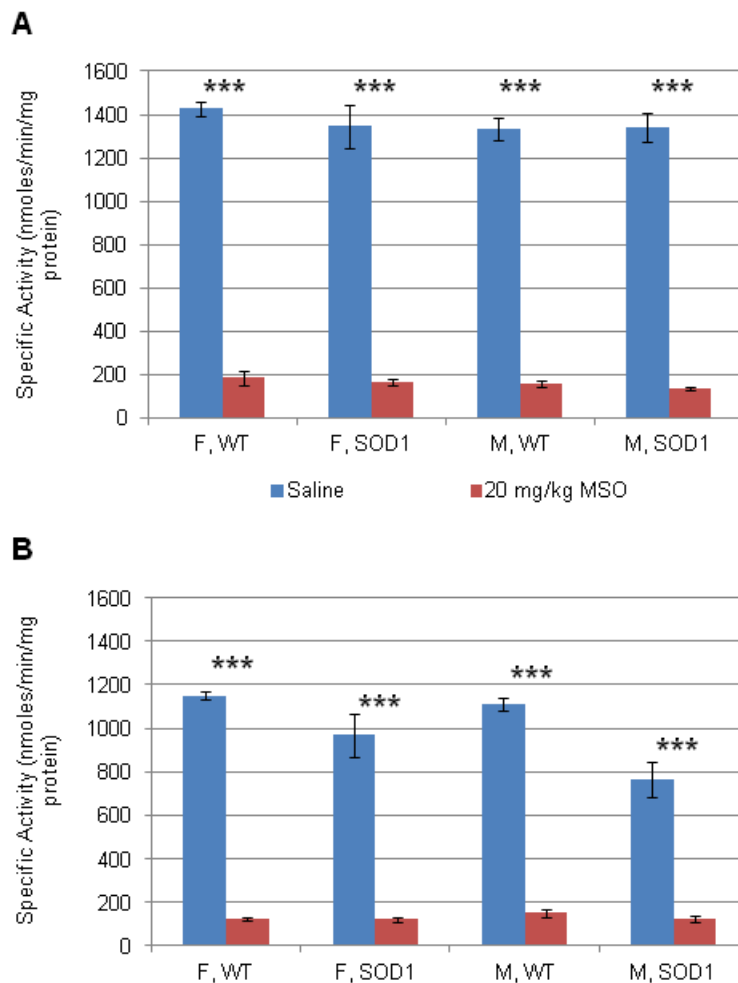 A
Specific Activity (nmoles/min/mg
protein)
1600
1400
1200
1000
800
600
400
200
0
*** *** *** ***
F, WT F, SOD1 M, WT M, SOD1
Saline 20 mg/kg MSO
B
Specific Activity (nmoles/min/mg
protein)
1600
1400
1200
1000
800
600
400
200
0
*** *** *** ***
F, WT F, SOD1 M, WT M, SOD1